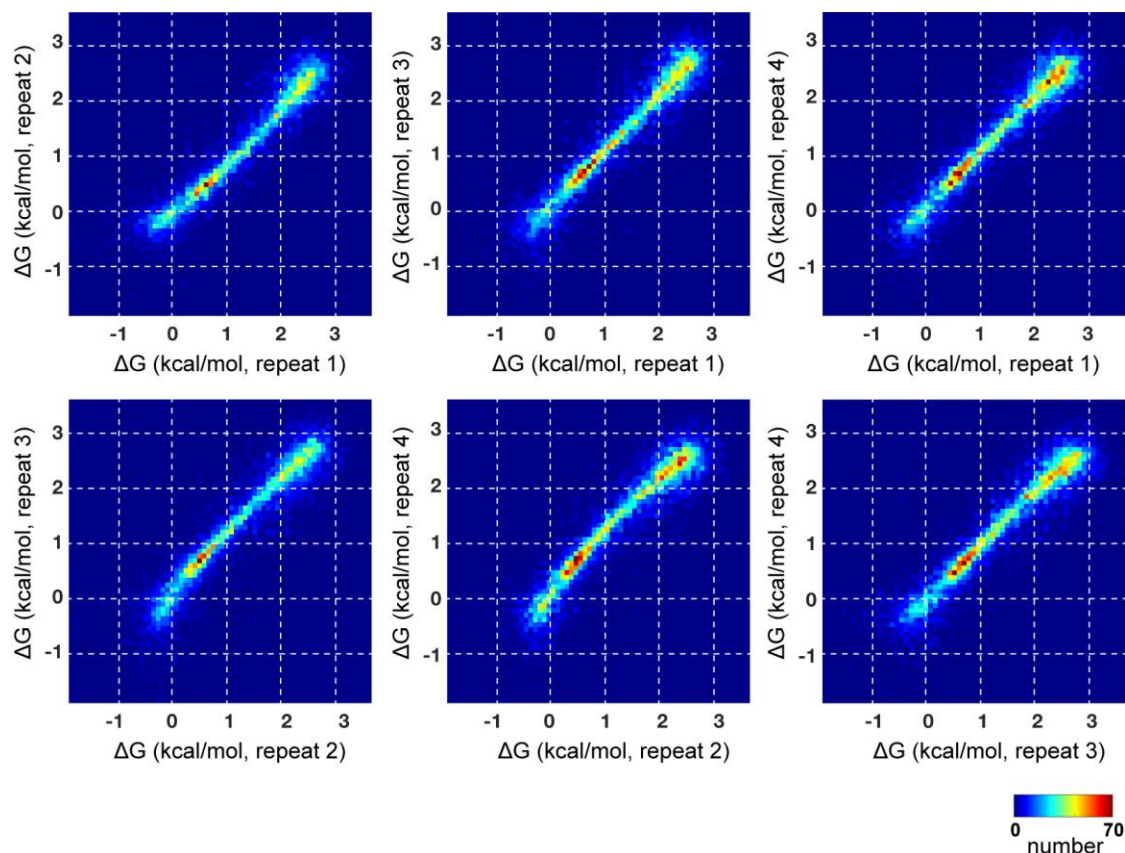 3
2
1
0
-1
ΔG (kcal/mol, repeat 2)
-1 0 1 2 3
ΔG (kcal/mol, repeat 1)
3
2
1
0
-1
ΔG (kcal/mol, repeat 3)
-1 0 1 2 3
ΔG (kcal/mol, repeat 1)
3
2
1
0
-1
ΔG (kcal/mol, repeat 4)
-1 0 1 2 3
ΔG (kcal/mol, repeat 1)
3
2
1
0
-1
ΔG (kcal/mol, repeat 3)
-1 0 1 2 3
ΔG (kcal/mol, repeat 2)
3
2
1
0
-1
ΔG (kcal/mol, repeat 4)
-1 0 1 2 3
ΔG (kcal/mol, repeat 2)
3
2
1
0
-1
ΔG (kcal/mol, repeat 4)
-1 0 1 2 3
ΔG (kcal/mol, repeat 3)
0 70
number